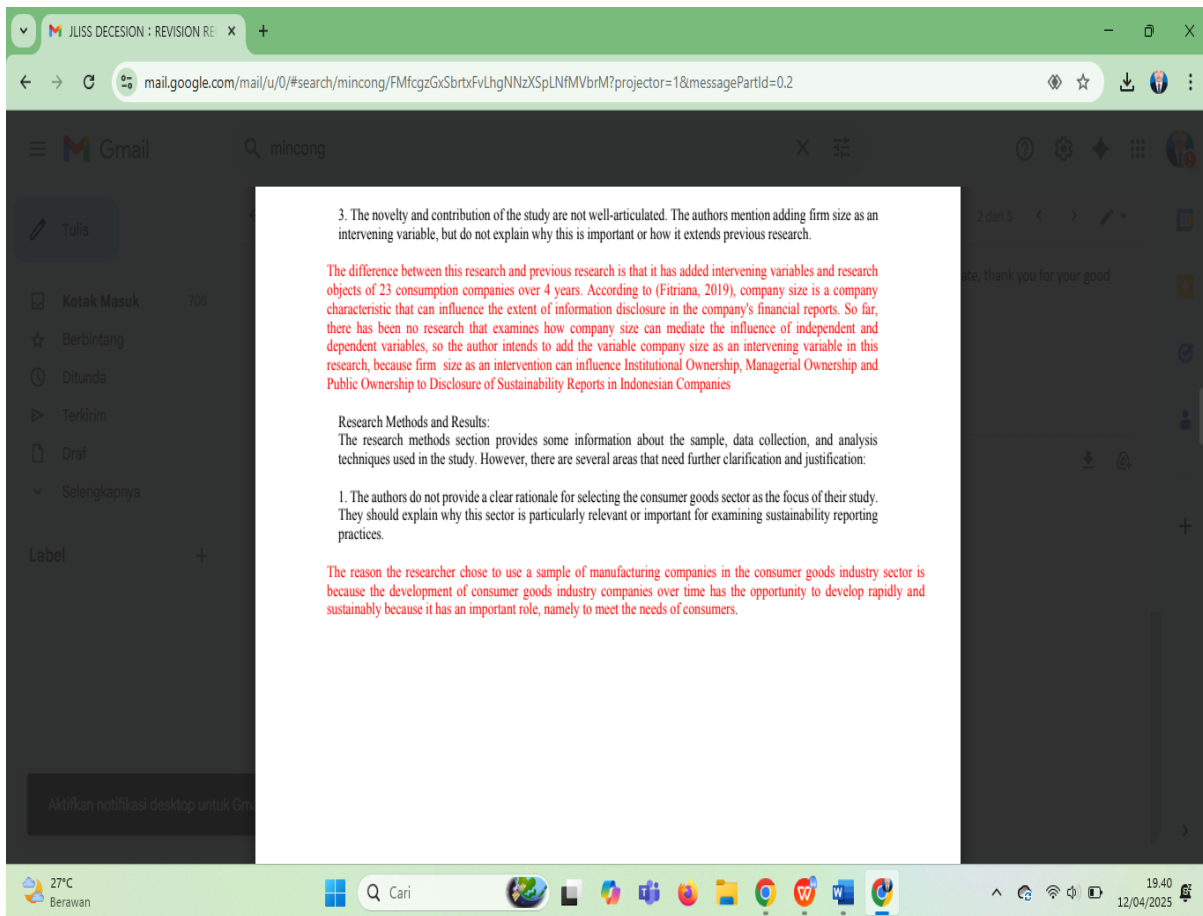 JLISS DECESION : REVISION RE
mail.google.com/mail/u/0/#search/mincong/FMfcgzGxSbrtxFvLhgNNzXSpLNfMVbrM?projector=1&messagePartId=0.2
Gmail
mincong
Tulis
2 dari 5
Kotak Masuk 705
Berbintang
Ditunda
Terkirim
Draf
Selengkapnya
Label
ate, thank you for your good
3. The novelty and contribution of the study are not well-articulated. The authors mention adding firm size as an
intervening variable, but do not explain why this is important or how it extends previous research.
The difference between this research and previous research is that it has added intervening variables and research
objects of 23 consumption companies over 4 years. According to (Fitriana, 2019), company size is a company
characteristic that can influence the extent of information disclosure in the company's financial reports. So far,
there has been no research that examines how company size can mediate the influence of independent and
dependent variables, so the author intends to add the variable company size as an intervening variable in this
research, because firm size as an intervention can influence Institutional Ownership, Managerial Ownership and
Public Ownership to Disclosure of Sustainability Reports in Indonesian Companies
Research Methods and Results:
The research methods section provides some information about the sample, data collection, and analysis
techniques used in the study. However, there are several areas that need further clarification and justification:
1. The authors do not provide a clear rationale for selecting the consumer goods sector as the focus of their study.
They should explain why this sector is particularly relevant or important for examining sustainability reporting
practices.
The reason the researcher chose to use a sample of manufacturing companies in the consumer goods industry sector is
because the development of consumer goods industry companies over time has the opportunity to develop rapidly and
sustainably because it has an important role, namely to meet the needs of consumers.
Aktifkan notifikasi desktop untuk Gma
27°C
Berawan
Cari
19.40
12/04/2025